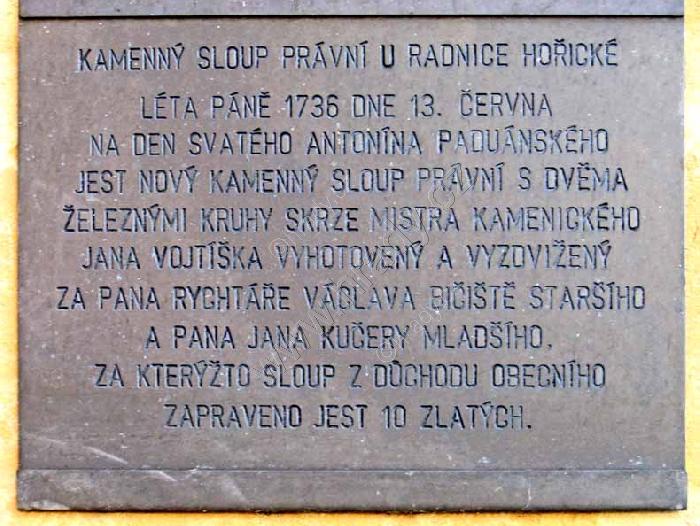 KAMENNÝ SLOUP PRÁVNÍ U RADNICE HOŘICKÉ
LÉTA PÁNĚ 1736 DNE 13. ČERVNA
NA DEN SVATÉHO ANTONÍNA PADUÁNSKÉHO
JEST NOVÝ KAMENNÝ SLOUP PRÁVNÍ S DVĚMA
ŽELEZNÝMI KRUHY SKRZE MISTRA KAMENICKÉHO
JANA VOJTÍŠKA VYHOTOVENÝ A VYZDVIŽENÝ
ZA PANA RYCHTÁŘE VÁCLAVA BIČIŠTĚ STARŠÍHO
A PANA JANA KUČERY MLADŠÍHO,
ZA KTERÝŽTO SLOUP Z DŮCHODU OBECNÍHO
ZAPRAVENO JEST 10 ZLATÝCH.